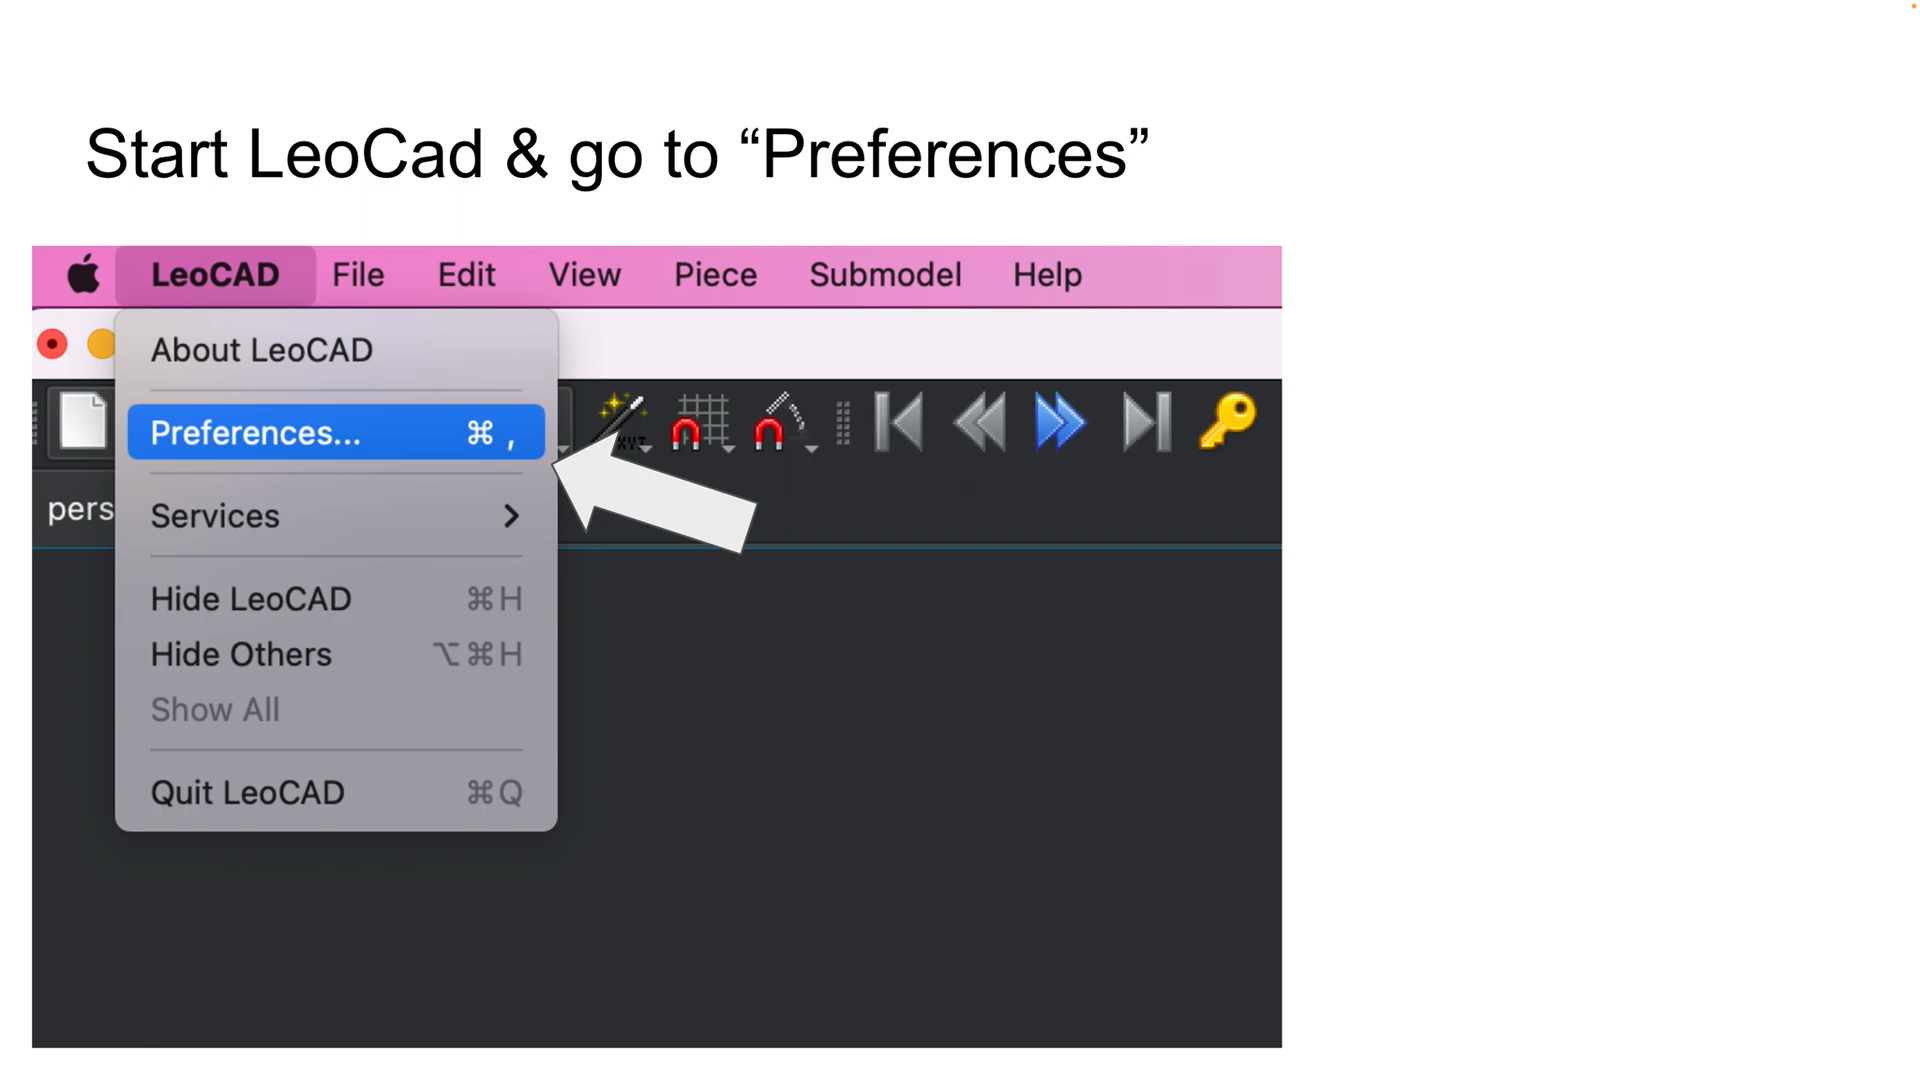 Start LeoCad & go to “Preferences”
LeoCAD File Edit View Piece Submodel Help
About LeoCAD
Preferences... ⌘ ,
pers
Services
Hide LeoCAD ⌘H
Hide Others ⌥⌘H
Show All
Quit LeoCAD ⌘Q